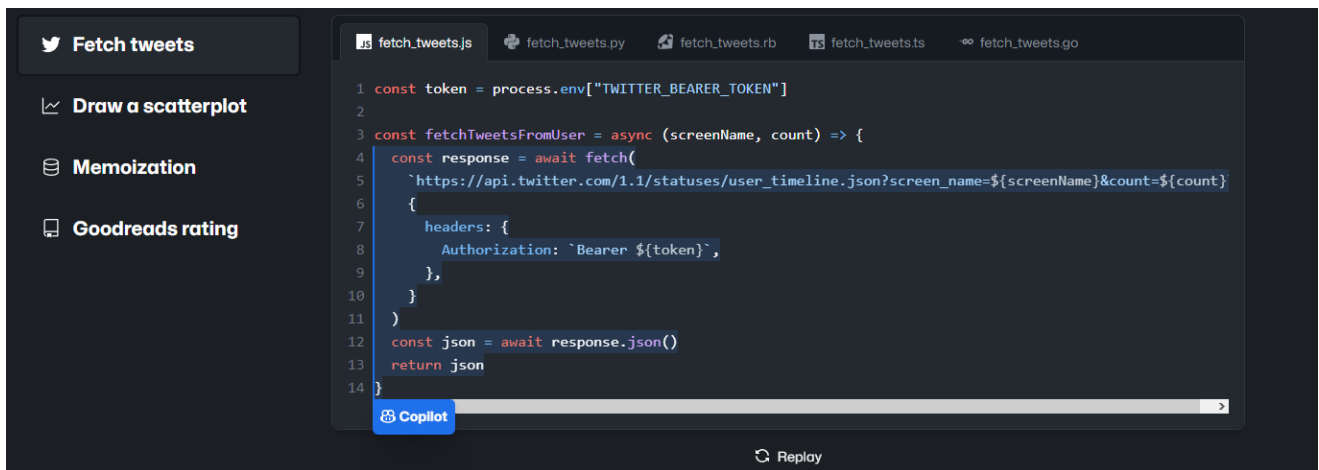 Fetch tweets
Draw a scatterplot
Memoization
Goodreads rating
JS fetch_tweets.js fetch_tweets.py fetch_tweets.rb TS fetch_tweets.ts GO fetch_tweets.go
1 const token = process.env["TWITTER_BEARER_TOKEN"]
2
3 const fetchTweetsFromUser = async (screenName, count) => {
4 const response = await fetch(
5 `https://api.twitter.com/1.1/statuses/user_timeline.json?screen_name=${screenName}&count=${count}
6 {
7 headers: {
8 Authorization: `Bearer ${token}`,
9 },
10 }
11 )
12 const json = await response.json()
13 return json
14 }
Copilot
Replay